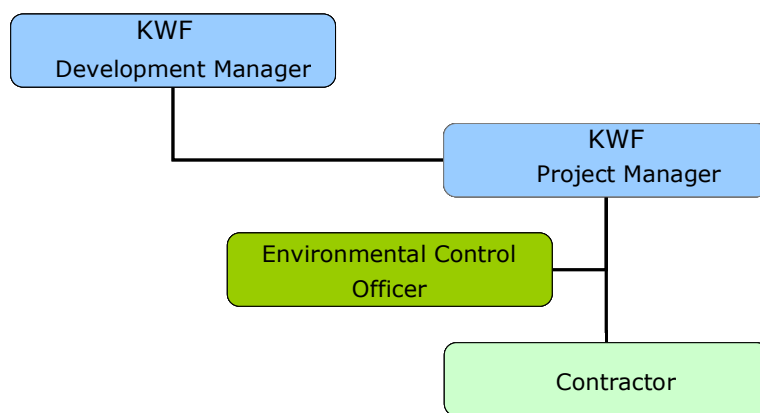 KWF
Development Manager
KWF
Project Manager
Environmental Control
Officer
Contractor